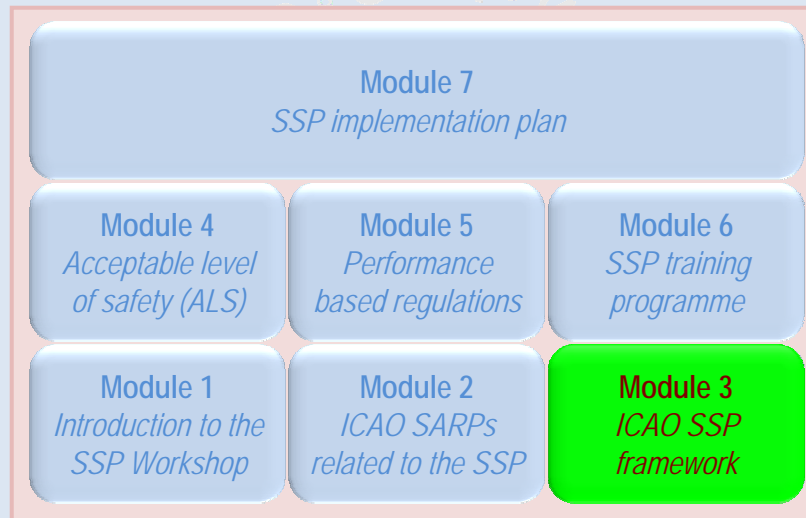 Module 7
SSP implementation plan
Module 4
Acceptable level
of safety (ALS)
Module 5
Performance
based regulations
Module 6
SSP training
programme
Module 1
Introduction to the
SSP Workshop
Module 2
ICAO SARPs
related to the SSP
Module 3
ICAO SSP
framework